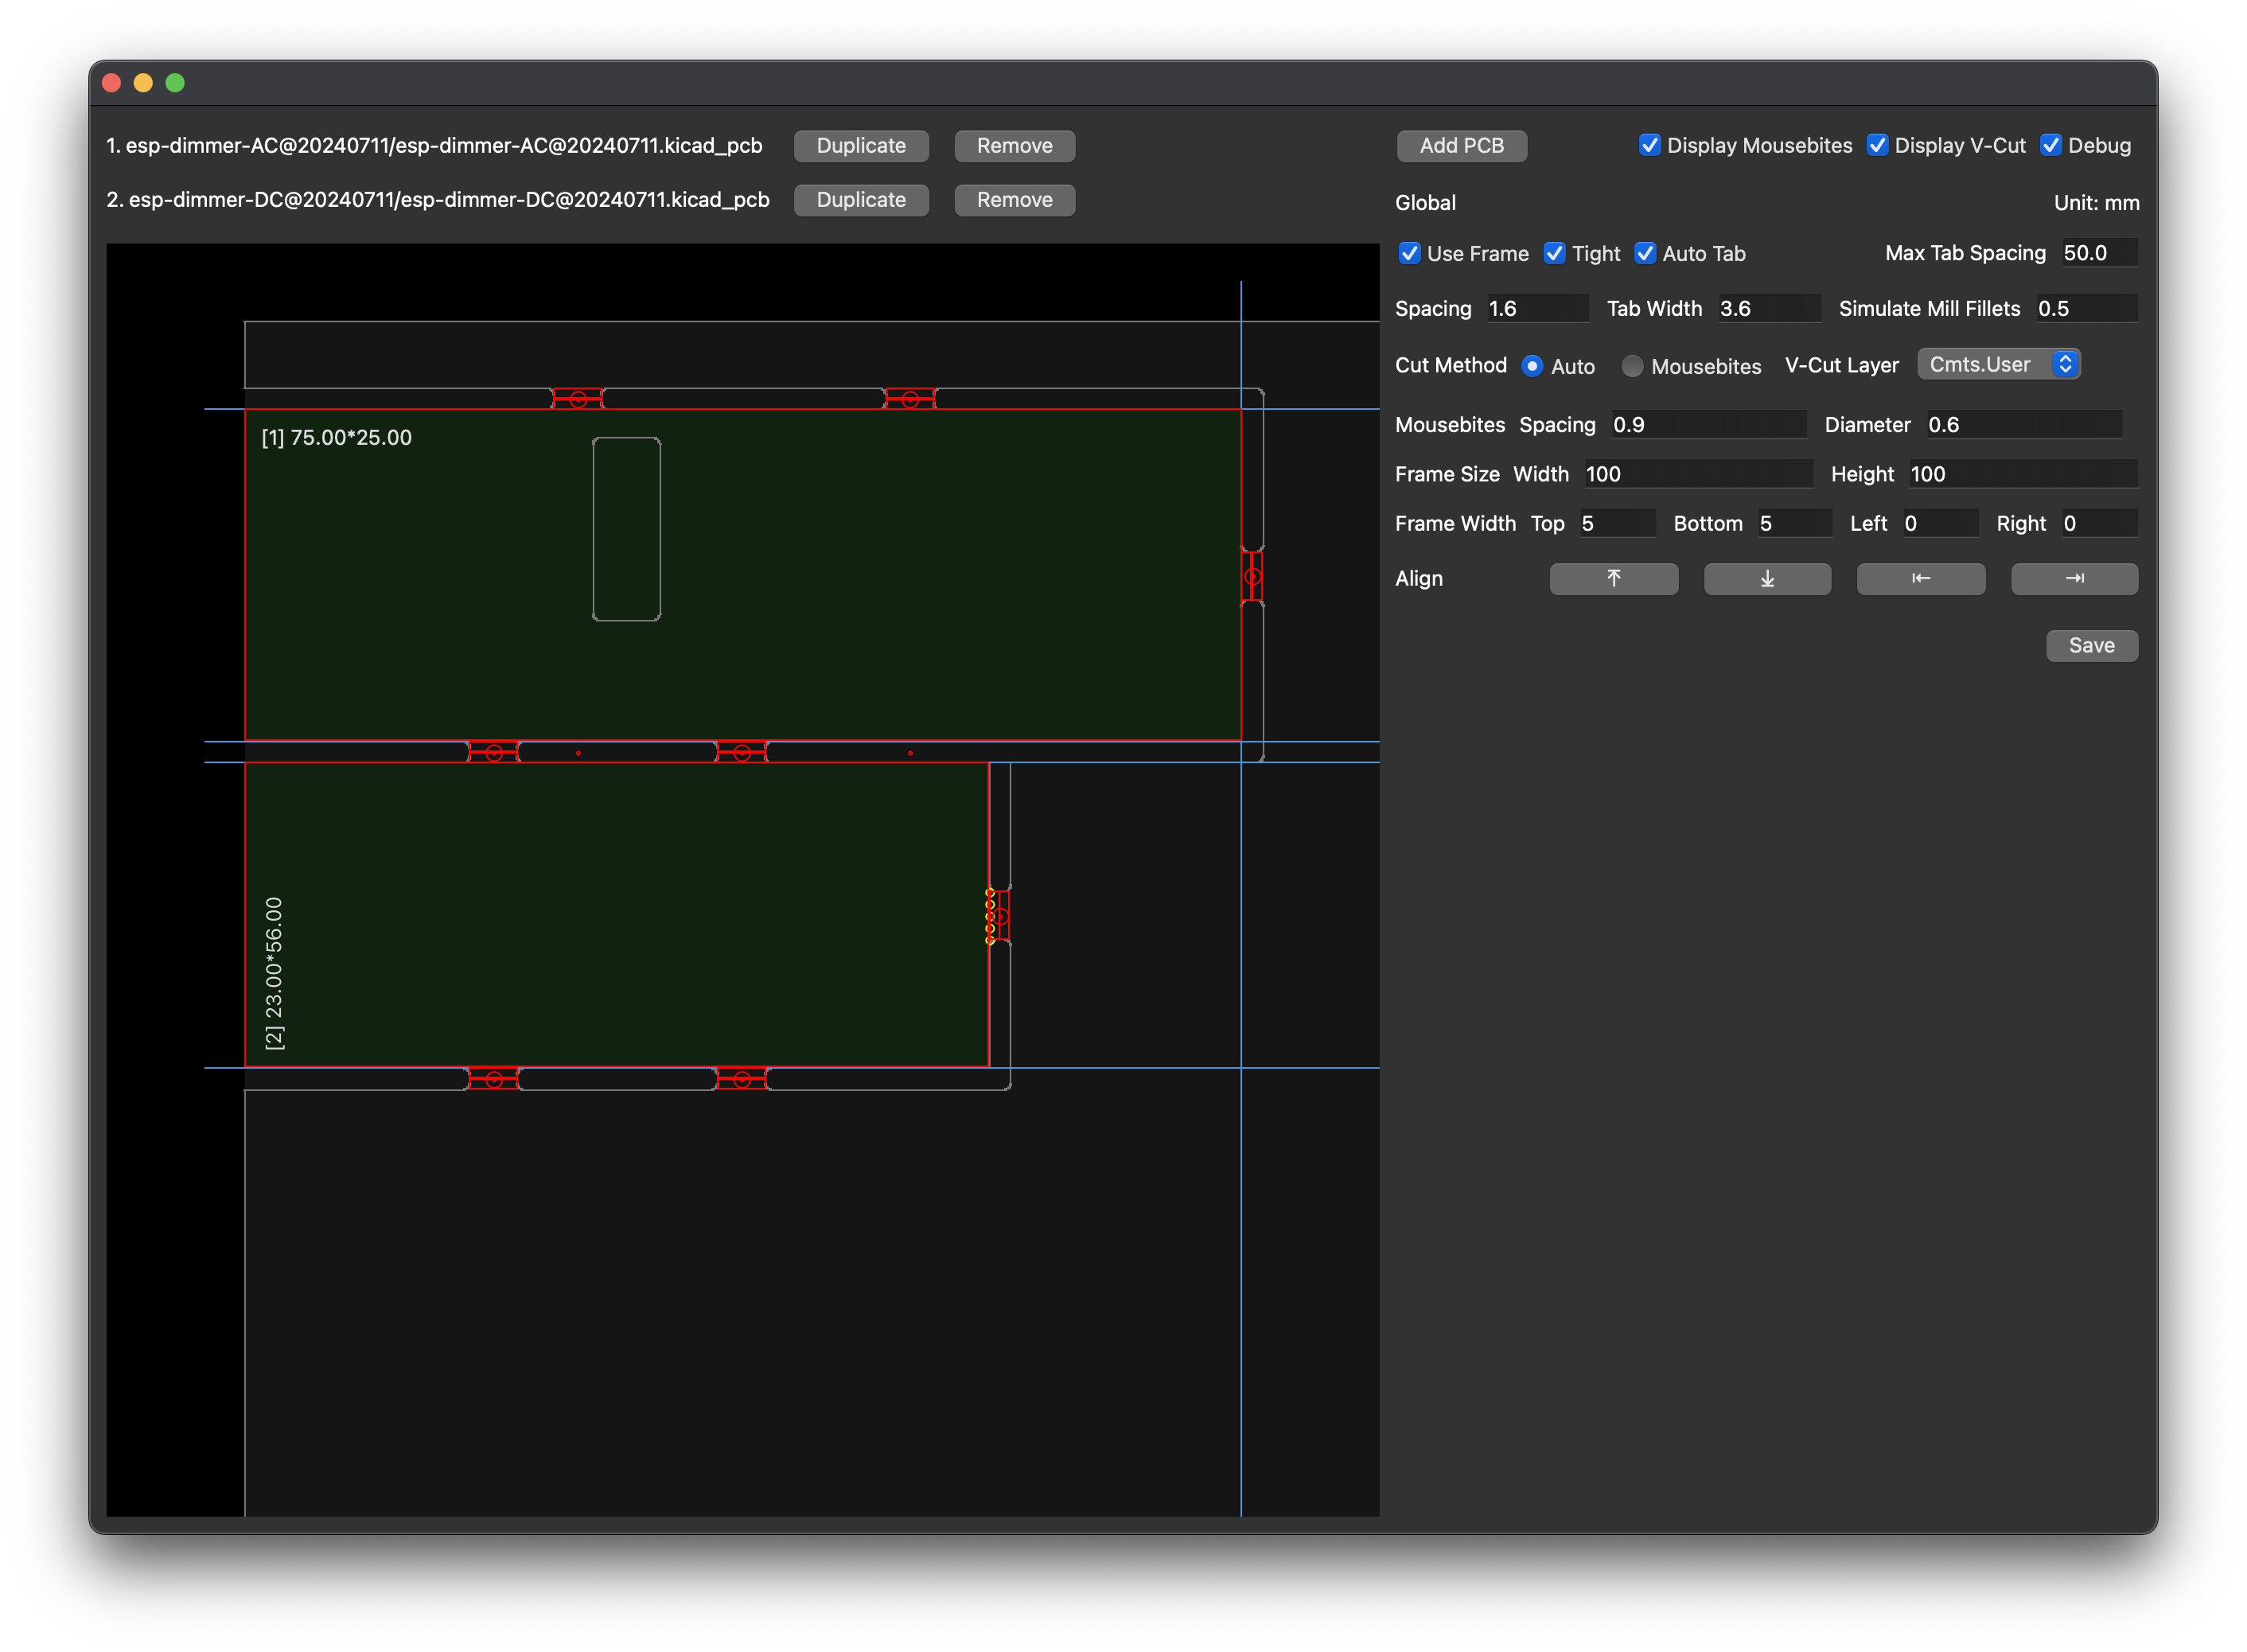 1. esp-dimmer-AC@20240711/esp-dimmer-AC@20240711.kicad_pcb Duplicate Remove
2. esp-dimmer-DC@20240711/esp-dimmer-DC@20240711.kicad_pcb Duplicate Remove
[1] 75.00*25.00
[2] 23.00*56.00
Add PCB Display Mousebites Display V-Cut Debug
Global Unit: mm
Use Frame Tight Auto Tab Max Tab Spacing 50.0
Spacing 1.6 Tab Width 3.6 Simulate Mill Fillets 0.5
Cut Method Auto Mousebites V-Cut Layer Cmts.User
Mousebites Spacing 0.9 Diameter 0.6
Frame Size Width 100 Height 100
Frame Width Top 5 Bottom 5 Left 0 Right 0
Align
Save